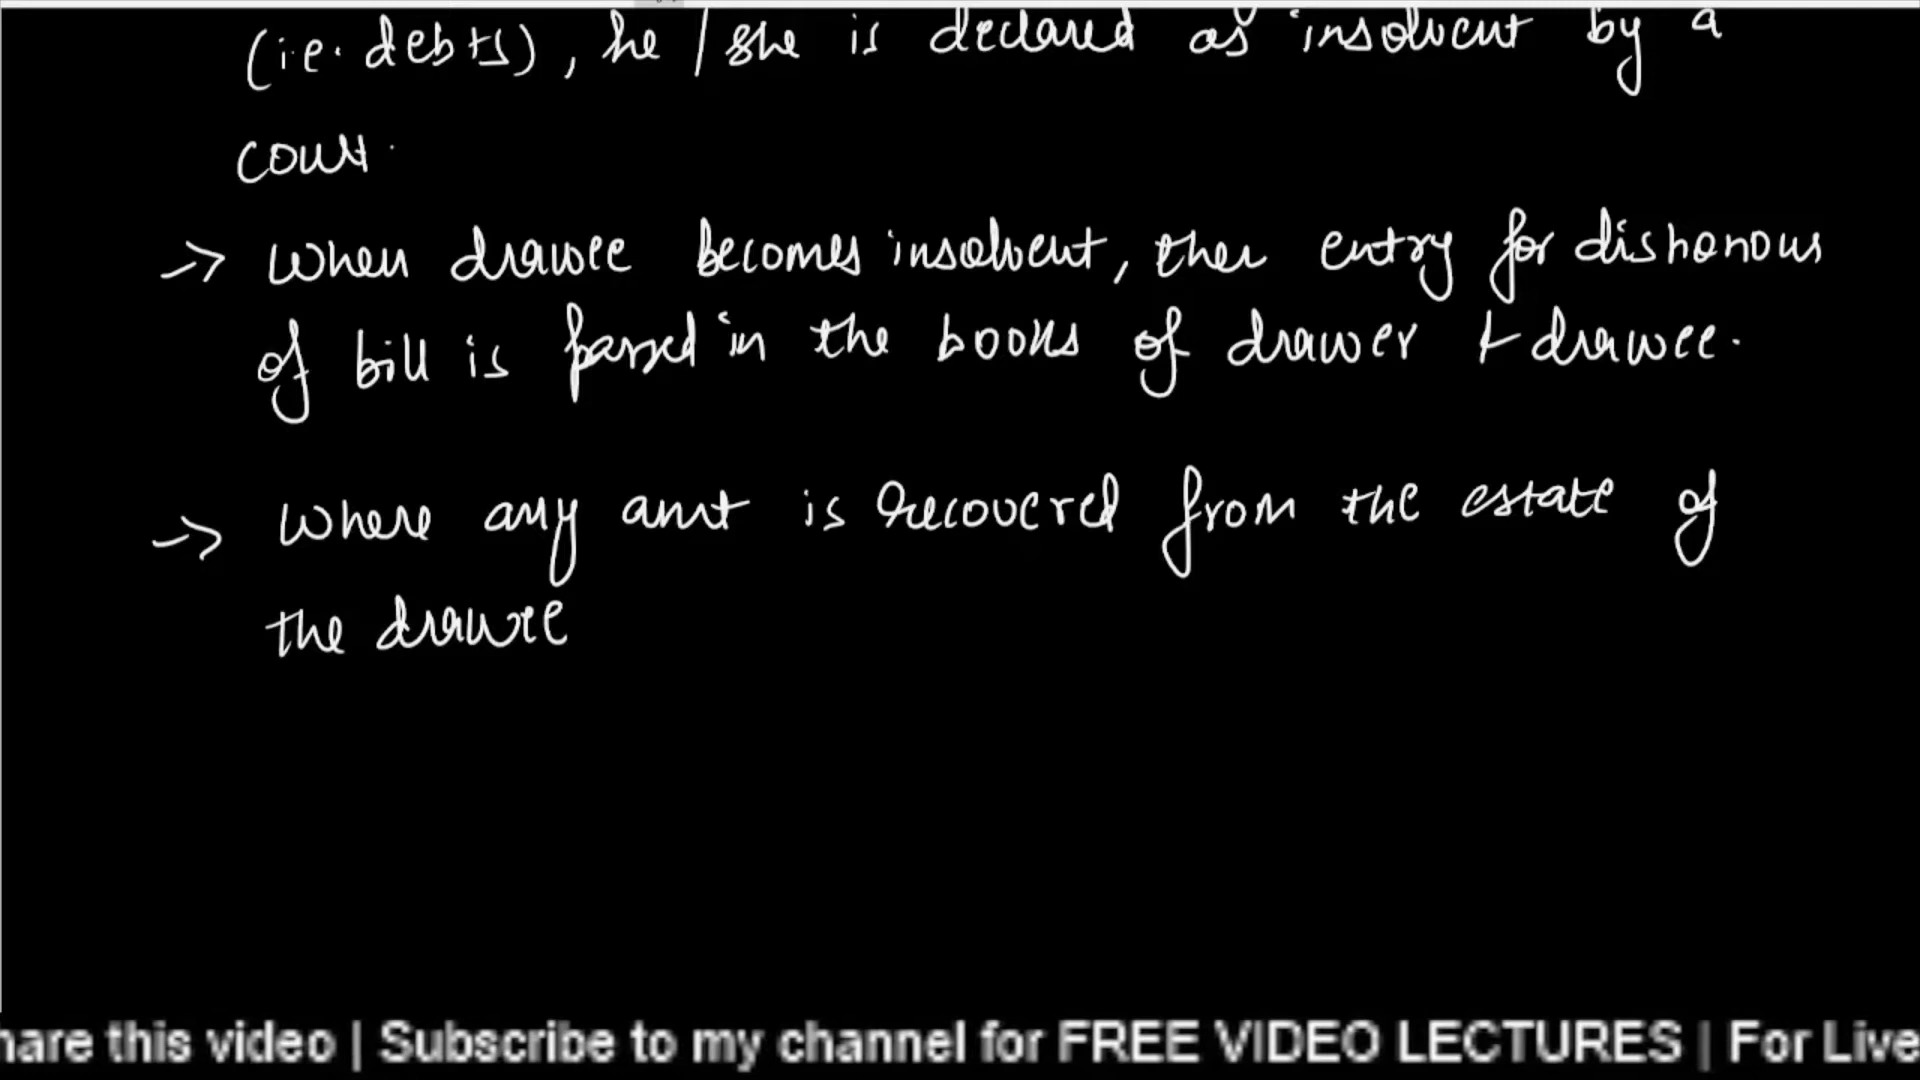 (i.e. debts), he/she is declared as insolvent by a
court.
-> When drawee becomes insolvent, then entry for dishonour
of bill is passed in the books of drawer & drawee.
-> Where any amt is recovered from the estate of
the drawee
hare this video | Subscribe to my channel for FREE VIDEO LECTURES | For Live